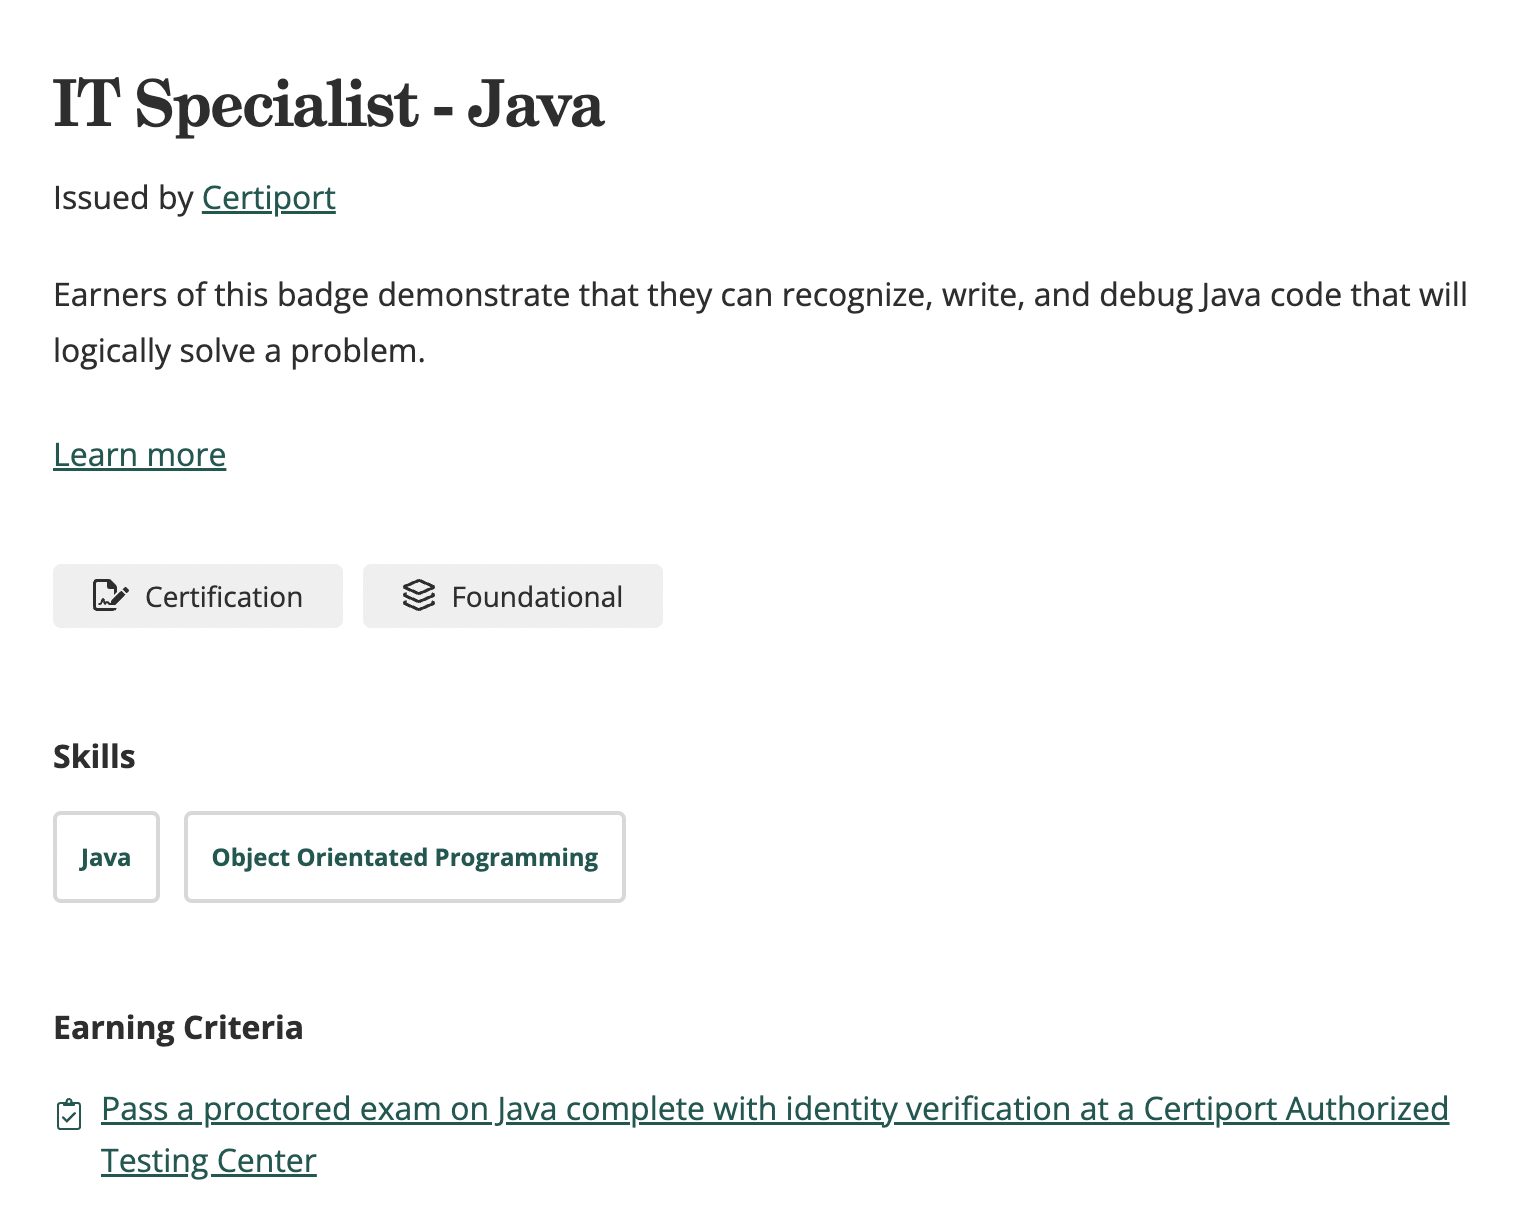 IT Specialist - Java
Issued by Certiport
Earners of this badge demonstrate that they can recognize, write, and debug Java code that will
logically solve a problem.
Learn more
Certification
Foundational
Skills
Java
Object Orientated Programming
Earning Criteria
Pass a proctored exam on Java complete with identity verification at a Certiport Authorized
Testing Center